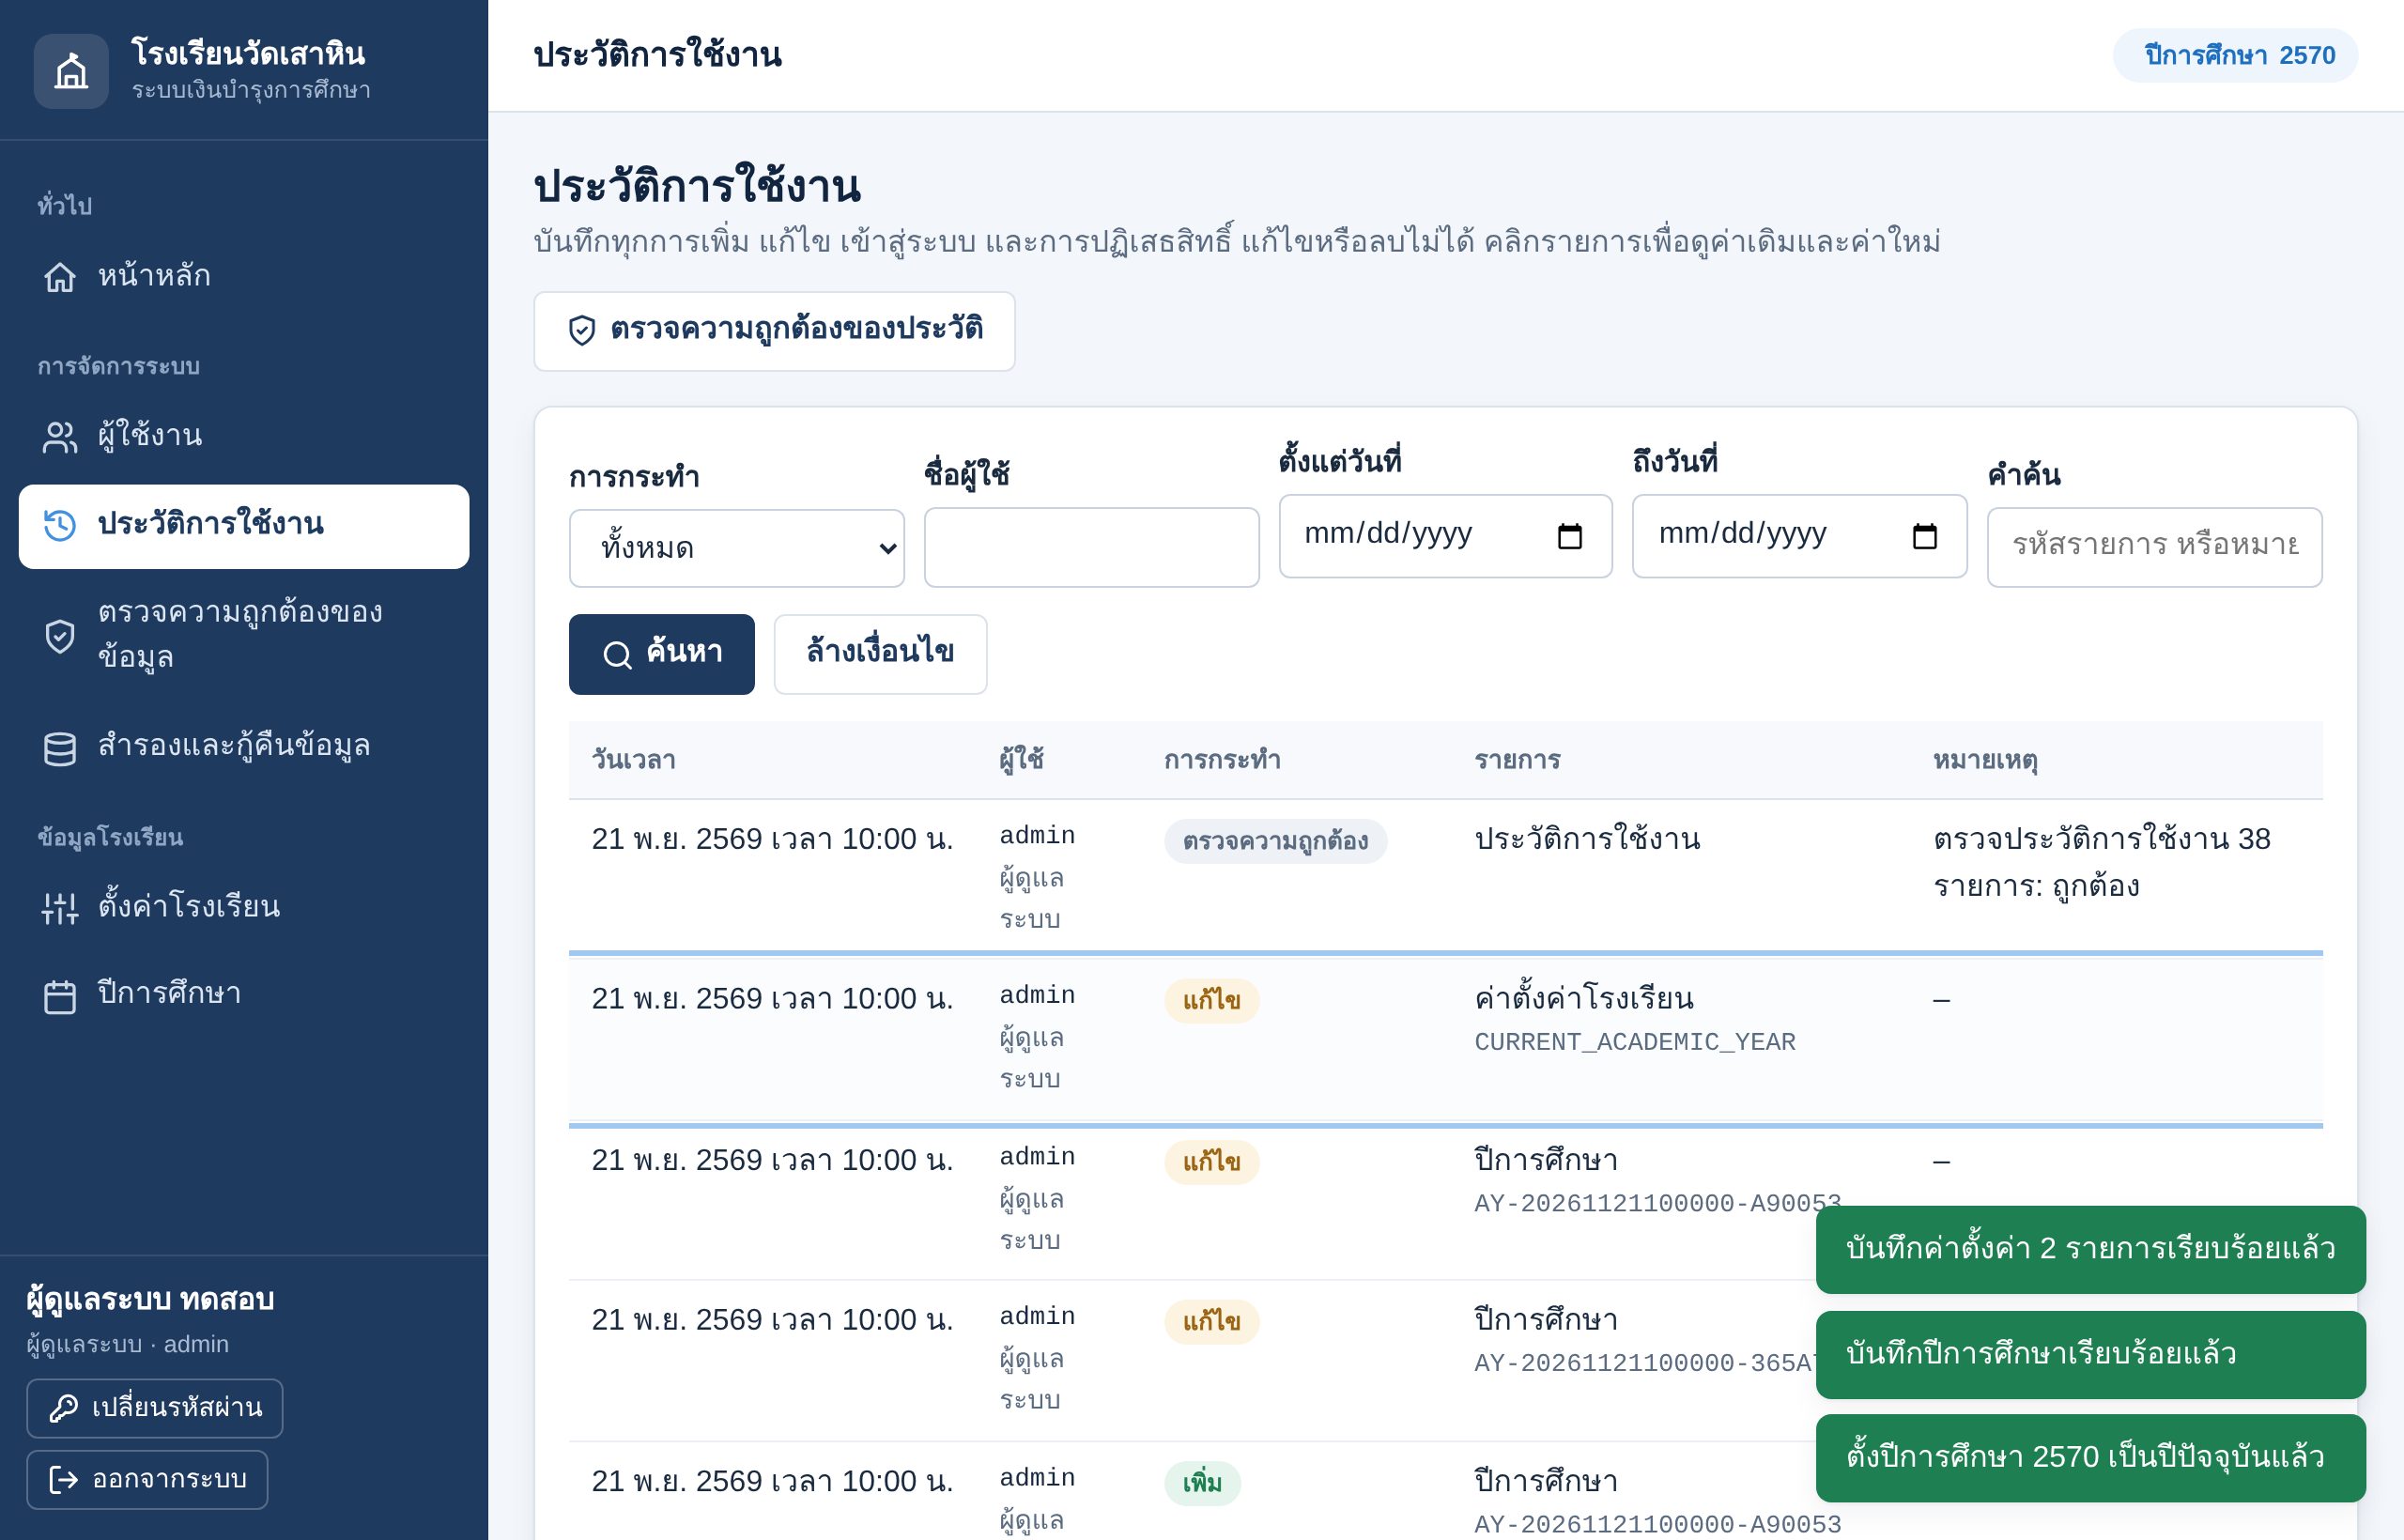 โรงเรียนวัดเสาหิน
ระบบเงินบำรุงการศึกษา
ทั่วไป
หน้าหลัก
การจัดการระบบ
ผู้ใช้งาน
ประวัติการใช้งาน
ตรวจความถูกต้องของ
ข้อมูล
สำรองและกู้คืนข้อมูล
ข้อมูลโรงเรียน
ตั้งค่าโรงเรียน
ปีการศึกษา
ผู้ดูแลระบบ ทดสอบ
ผู้ดูแลระบบ · admin
เปลี่ยนรหัสผ่าน
ออกจากระบบ
ประวัติการใช้งาน
ปีการศึกษา 2570
ประวัติการใช้งาน
บันทึกทุกการเพิ่ม แก้ไข เข้าสู่ระบบ และการปฏิเสธสิทธิ์ แก้ไขหรือลบไม่ได้ คลิกรายการเพื่อดูค่าเดิมและค่าใหม่
ตรวจความถูกต้องของประวัติ
การกระทำ ชื่อผู้ใช้ ตั้งแต่วันที่ ถึงวันที่ คำค้น
ทั้งหมด mm/dd/yyyy mm/dd/yyyy รหัสรายการ หรือหมาย
ค้นหา ล้างเงื่อนไข
วันเวลา ผู้ใช้ การกระทำ รายการ หมายเหตุ
21 พ.ย. 2569 เวลา 10:00 น. admin ตรวจความถูกต้อง ประวัติการใช้งาน ตรวจประวัติการใช้งาน 38
ผู้ดูแล รายการ: ถูกต้อง
ระบบ
21 พ.ย. 2569 เวลา 10:00 น. admin แก้ไข ค่าตั้งค่าโรงเรียน –
ผู้ดูแล CURRENT_ACADEMIC_YEAR
ระบบ
21 พ.ย. 2569 เวลา 10:00 น. admin แก้ไข ปีการศึกษา –
ผู้ดูแล AY-20261121100000-A90053
ระบบ
21 พ.ย. 2569 เวลา 10:00 น. admin แก้ไข ปีการศึกษา
ผู้ดูแล AY-20261121100000-365A
ระบบ
21 พ.ย. 2569 เวลา 10:00 น. admin เพิ่ม ปีการศึกษา
ผู้ดูแล AY-20261121100000-A90053
บันทึกค่าตั้งค่า 2 รายการเรียบร้อยแล้ว
บันทึกปีการศึกษาเรียบร้อยแล้ว
ตั้งปีการศึกษา 2570 เป็นปีปัจจุบันแล้ว